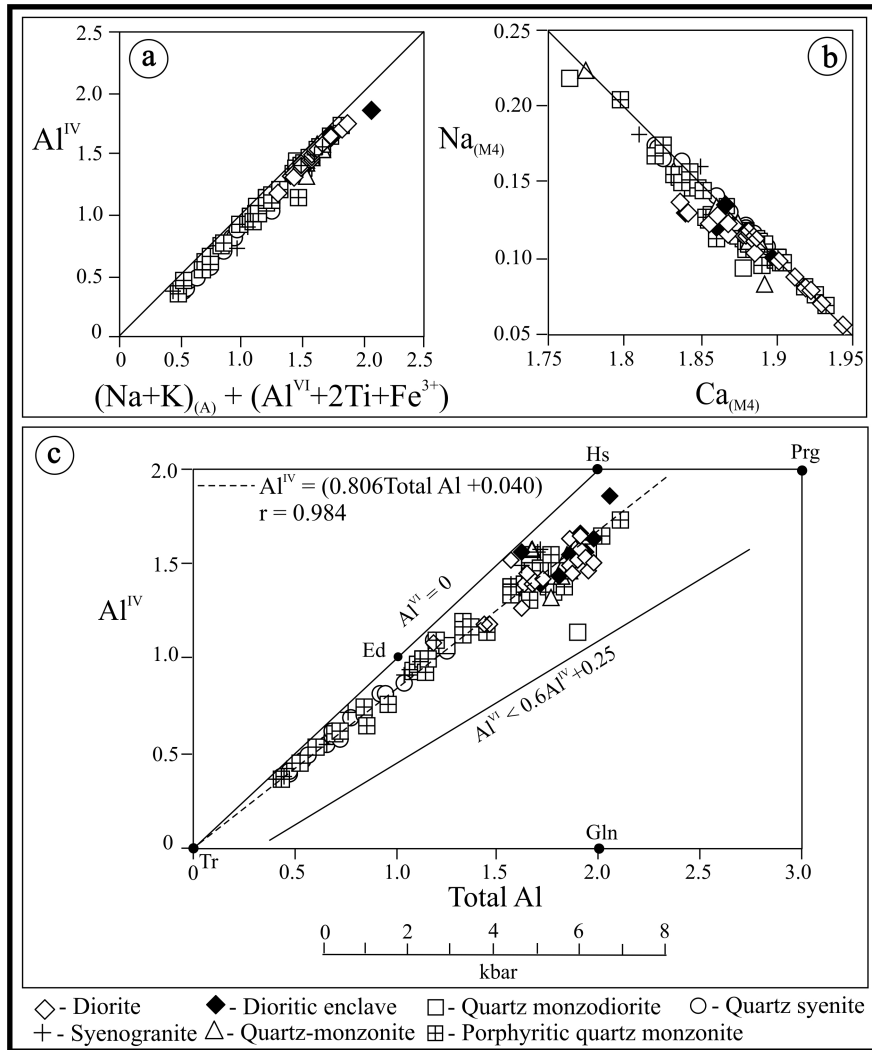 a
2.5
2.0
Al^IV
1.5
1.0
0.5
0
0 0.5 1.0 1.5 2.0 2.5
(Na+K)(A) + (Al^VI+2Ti+Fe^3+)
b
0.25
0.20
Na(M4)
0.15
0.10
0.05
1.75 1.8 1.85 1.9 1.95
Ca(M4)
c
Hs Prg
2.0
Al^IV = (0.806Total Al +0.040)
r = 0.984
1.5
Al^IV
Al^VI = 0
Ed
1.0
Al^VI < 0.6Al^IV+0.25
0.5
Gln
0
Tr
0 0.5 1.0 1.5 2.0 2.5 3.0
Total Al
0 2 4 6 8
kbar
- Diorite - Dioritic enclave - Quartz monzodiorite - Quartz syenite
- Syenogranite - Quartz-monzonite - Porphyritic quartz monzonite